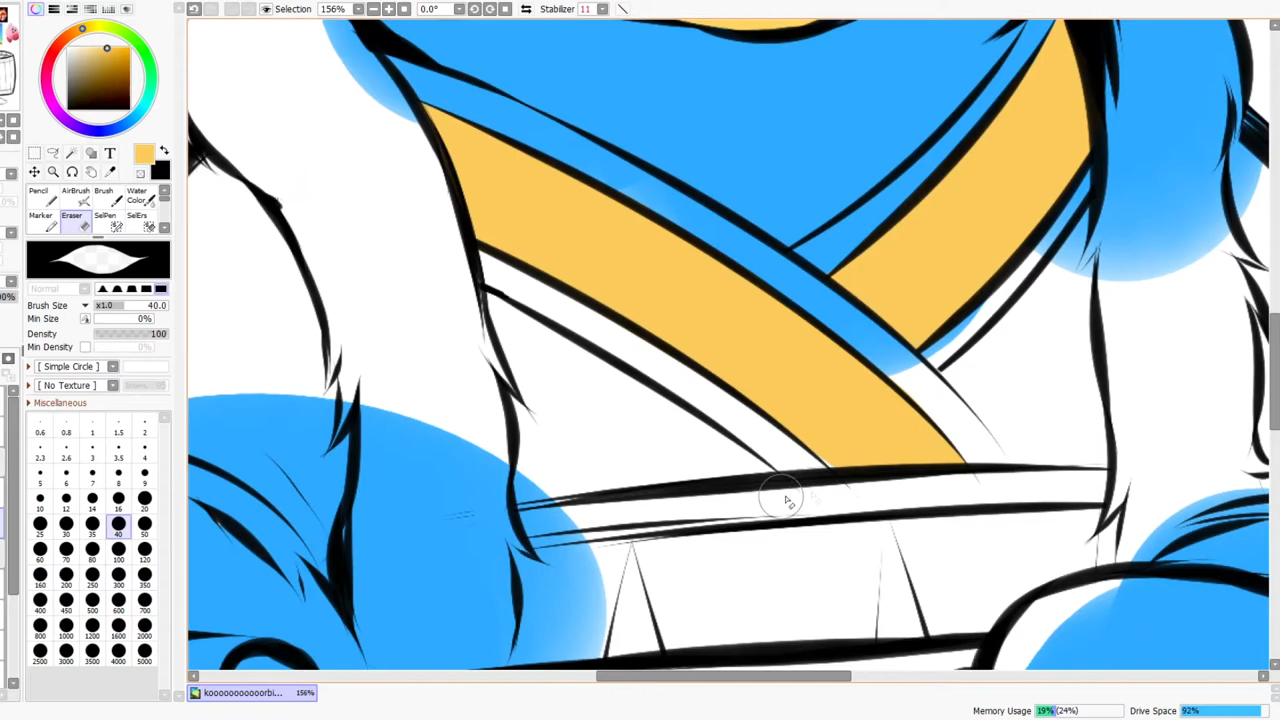 Selection 156% 0.0° Stabilizer 11
T
Pencil AirBrush Brush Water Color
Marker Eraser SelPen SelErs
Normal
Brush Size x1.0 40.0
Min Size 0%
Density 100
Min Density 0%
[ Simple Circle ]
[ No Texture ]
Miscellaneous
0.6 0.8 1 1.5 2
2.3 2.6 3 3.5 4
5 6 7 8 9
10 12 14 16 20
25 30 35 40 50
60 70 80 100 120
160 200 250 300 350
400 450 500 600 700
800 1000 1200 1600 2000
2500 3000 3500 4000 5000
koooooooooorbi... 156%
Memory Usage 19% (24%) Drive Space 92%